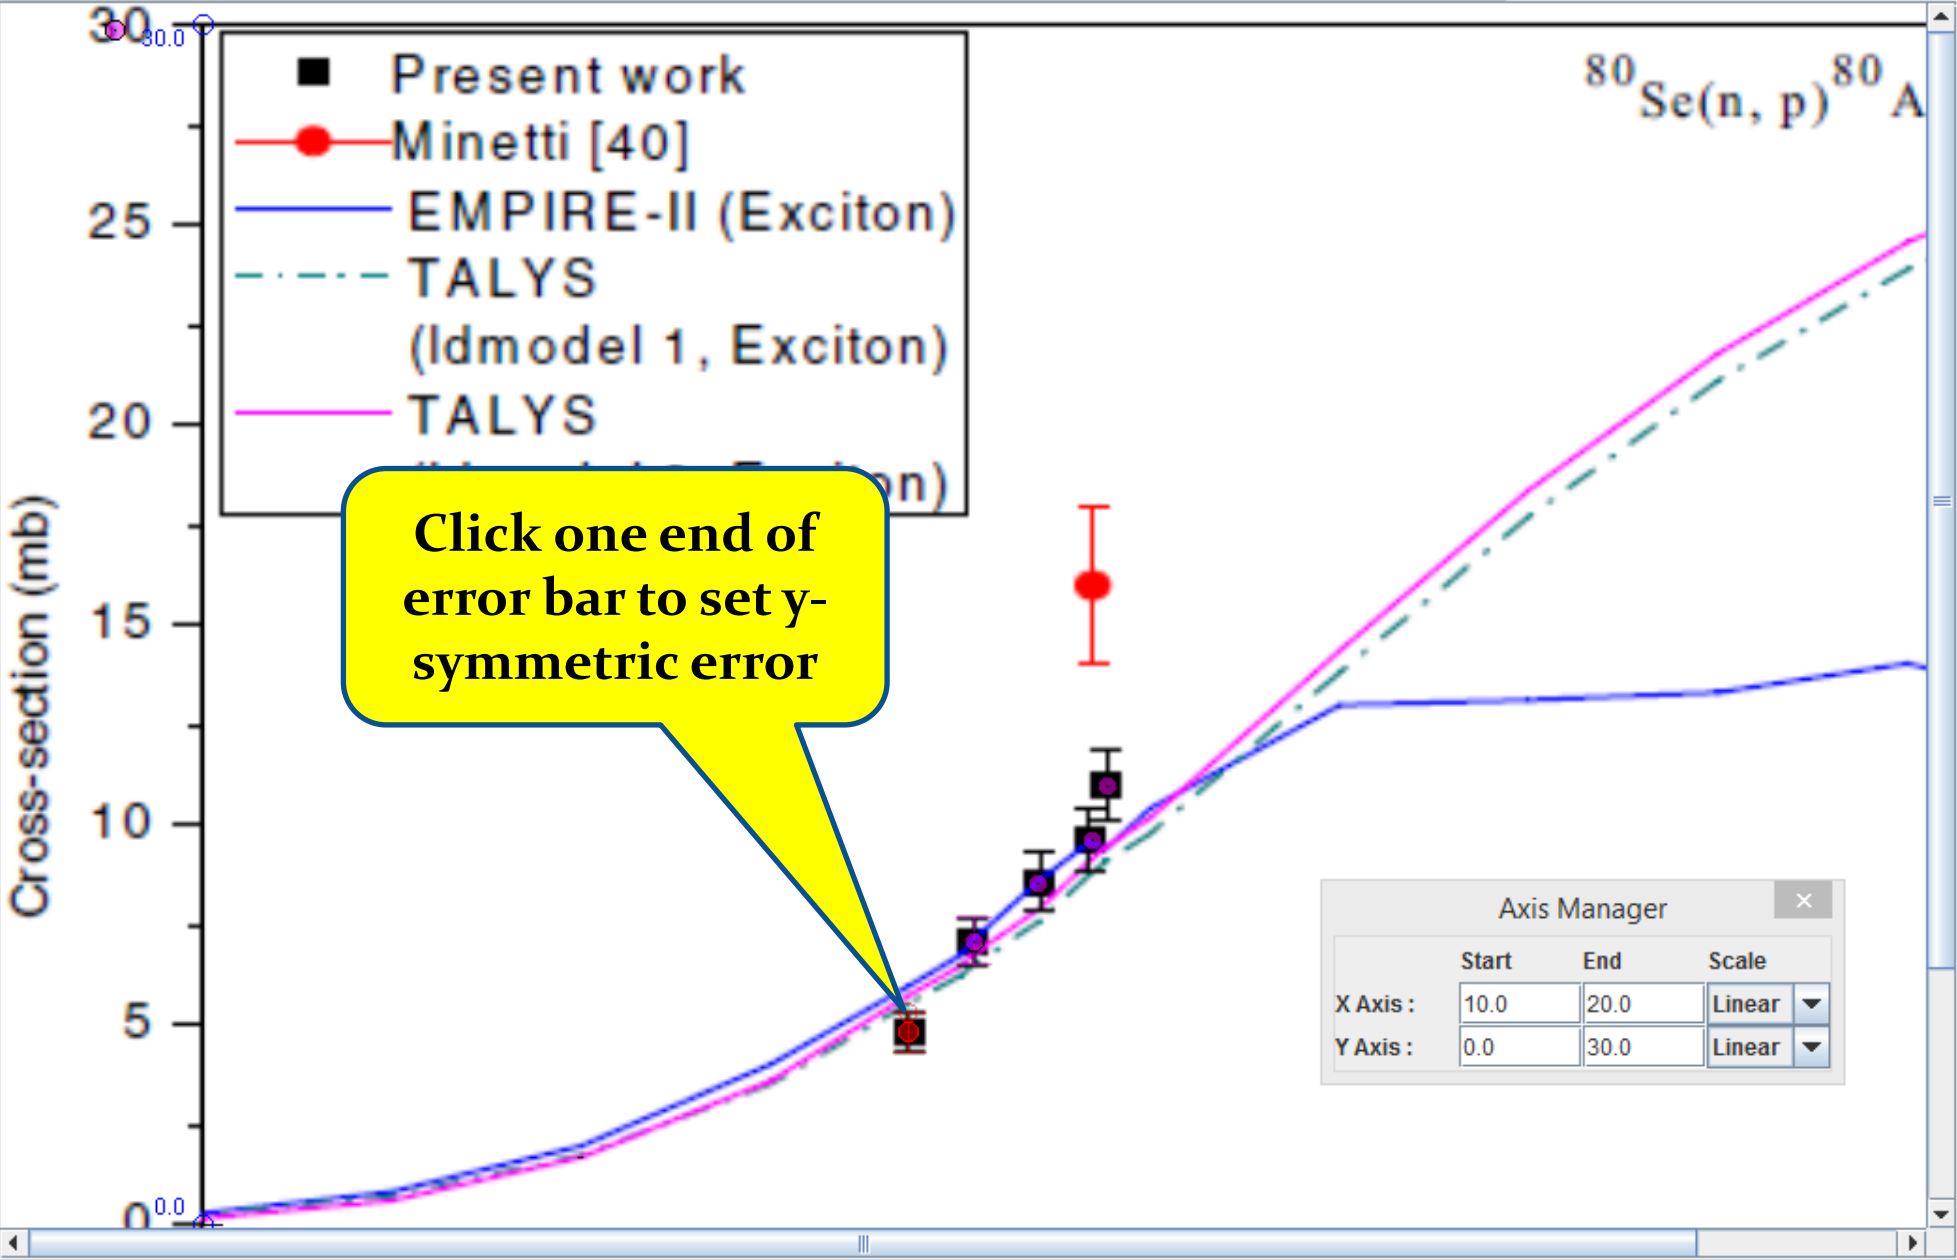 30
30.0
Present work
Minetti [40]
EMPIRE-II (Exciton)
TALYS
(ldmodel 1, Exciton)
TALYS
on)
80Se(n, p)80A
25
20
15
10
5
0
0.0
Cross-section (mb)
Click one end of
error bar to set y-
symmetric error
Axis Manager
Start End Scale
X Axis : 10.0 20.0 Linear
Y Axis : 0.0 30.0 Linear